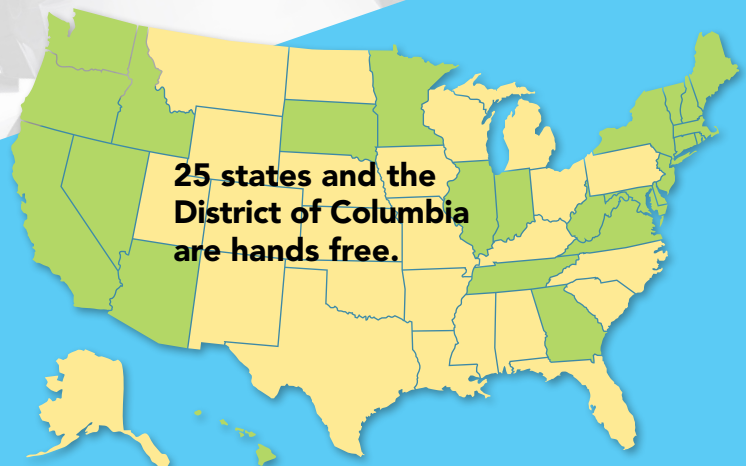 25 states and the
District of Columbia
are hands free.